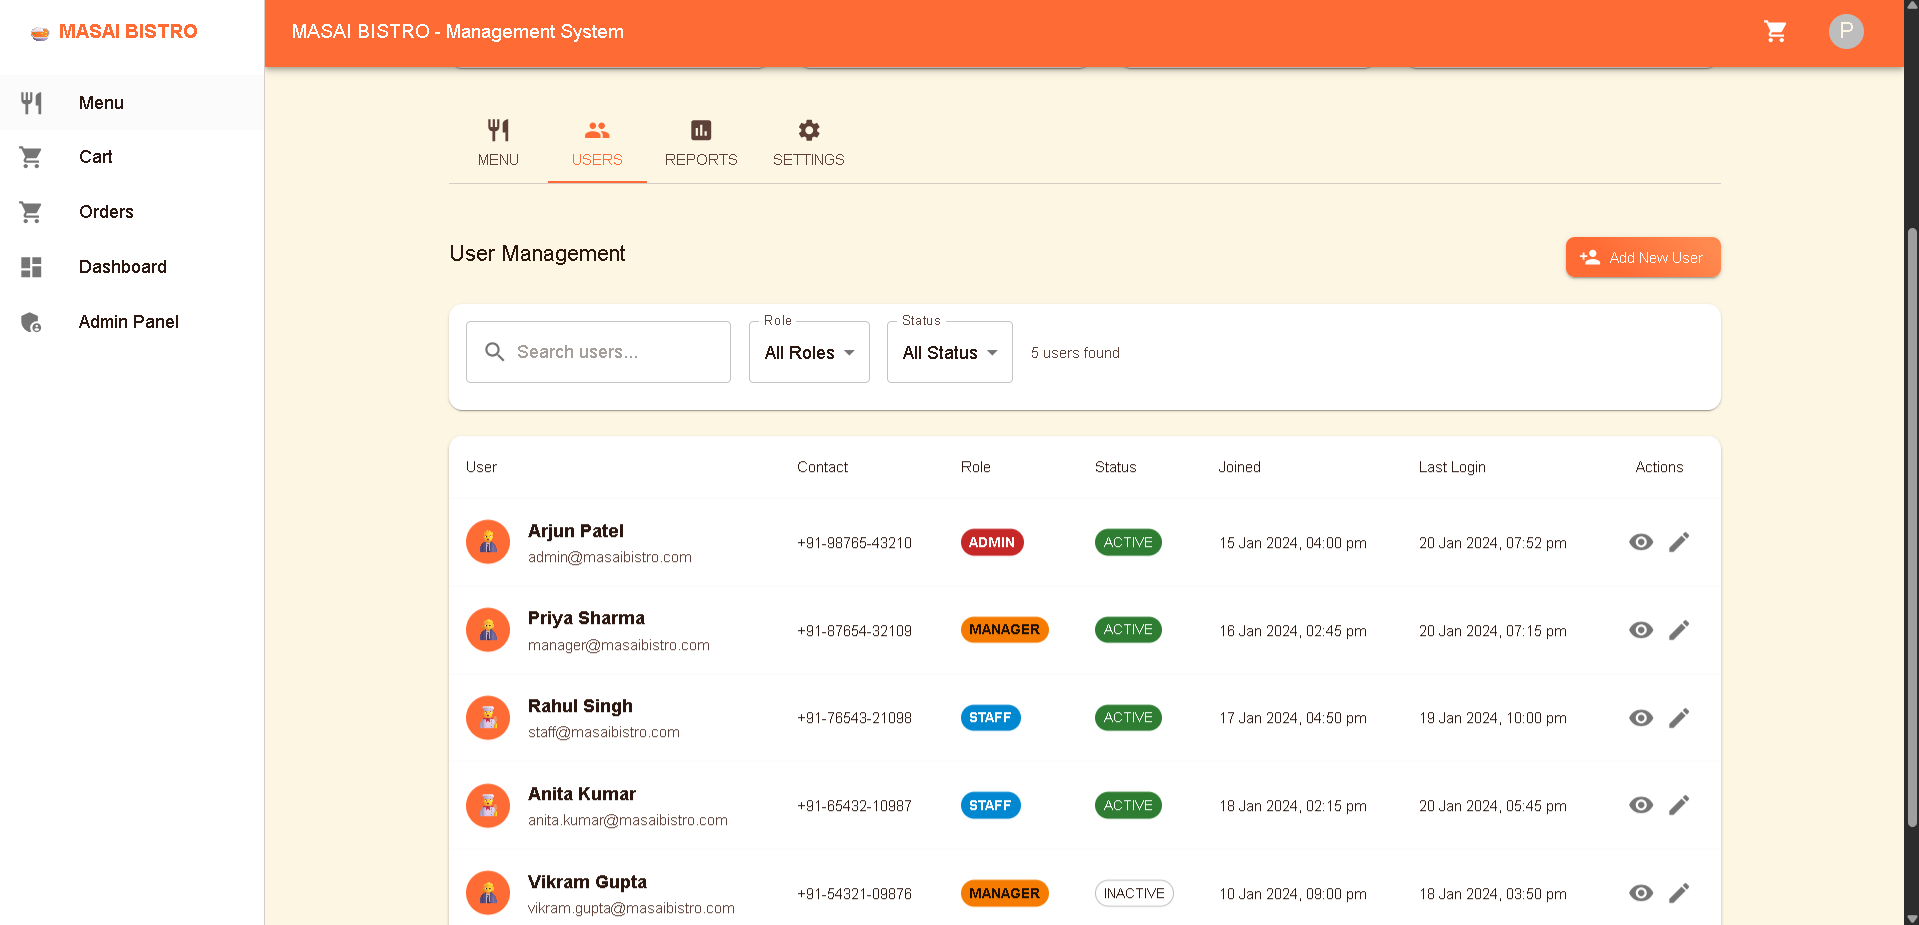 MASAI BISTRO
MASAI BISTRO - Management System
P
Menu
Cart
Orders
Dashboard
Admin Panel
MENU USERS REPORTS SETTINGS
User Management
Add New User
Role
Status
Search users...
All Roles
All Status
5 users found
User Contact Role Status Joined Last Login Actions
Arjun Patel
admin@masaibistro.com
+91-98765-43210 ADMIN ACTIVE 15 Jan 2024, 04:00 pm 20 Jan 2024, 07:52 pm
Priya Sharma
manager@masaibistro.com
+91-87654-32109 MANAGER ACTIVE 16 Jan 2024, 02:45 pm 20 Jan 2024, 07:15 pm
Rahul Singh
staff@masaibistro.com
+91-76543-21098 STAFF ACTIVE 17 Jan 2024, 04:50 pm 19 Jan 2024, 10:00 pm
Anita Kumar
anita.kumar@masaibistro.com
+91-65432-10987 STAFF ACTIVE 18 Jan 2024, 02:15 pm 20 Jan 2024, 05:45 pm
Vikram Gupta
vikram.gupta@masaibistro.com
+91-54321-09876 MANAGER INACTIVE 10 Jan 2024, 09:00 pm 18 Jan 2024, 03:50 pm